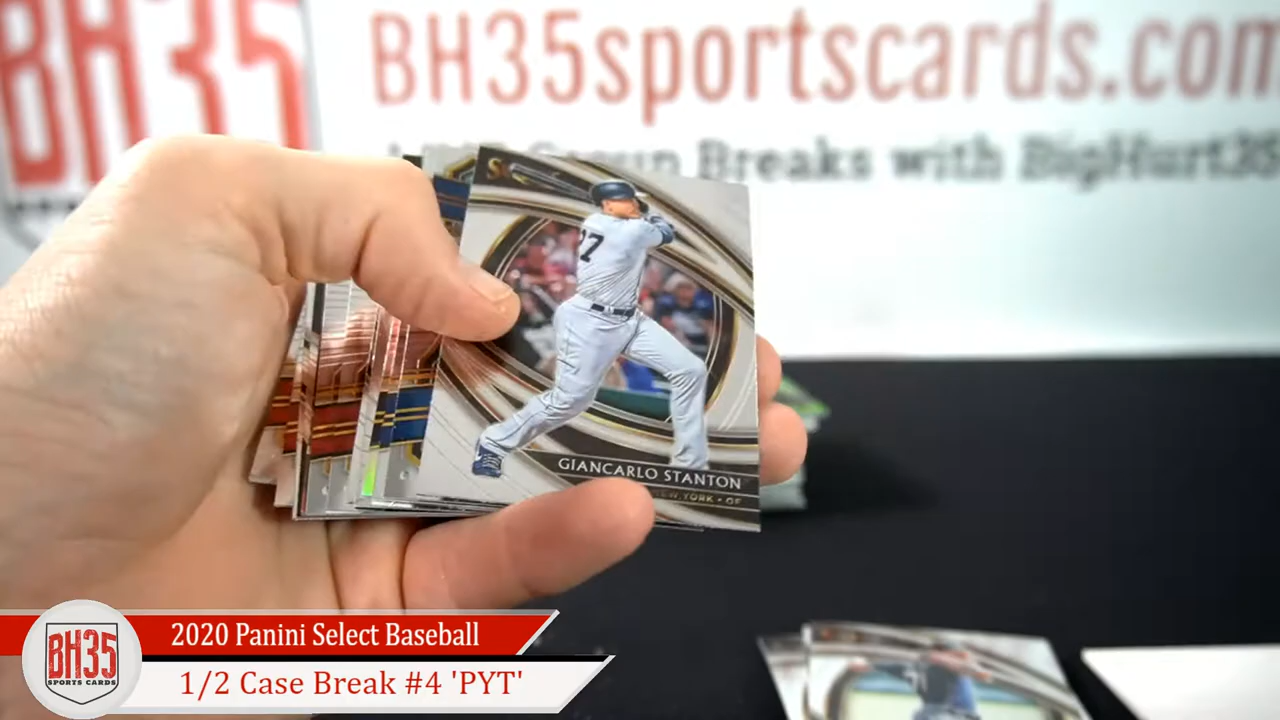 BH35
BH35sportscards.com
Breaks with BigHurt35
27
GIANCARLO STANTON
NEW YORK • OF
BH35
SPORTS CARDS
2020 Panini Select Baseball
1/2 Case Break #4 'PYT'